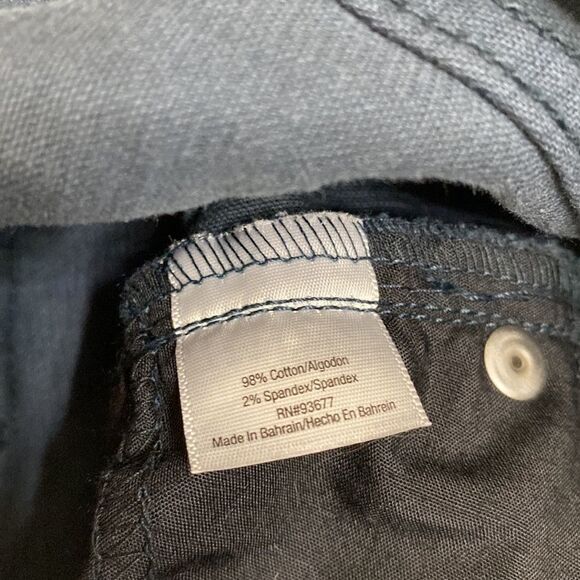 98% Cotton/Algodon
2% Spandex/Spandex
RN#93677
Made In Bahrain/Hecho En Bahrein